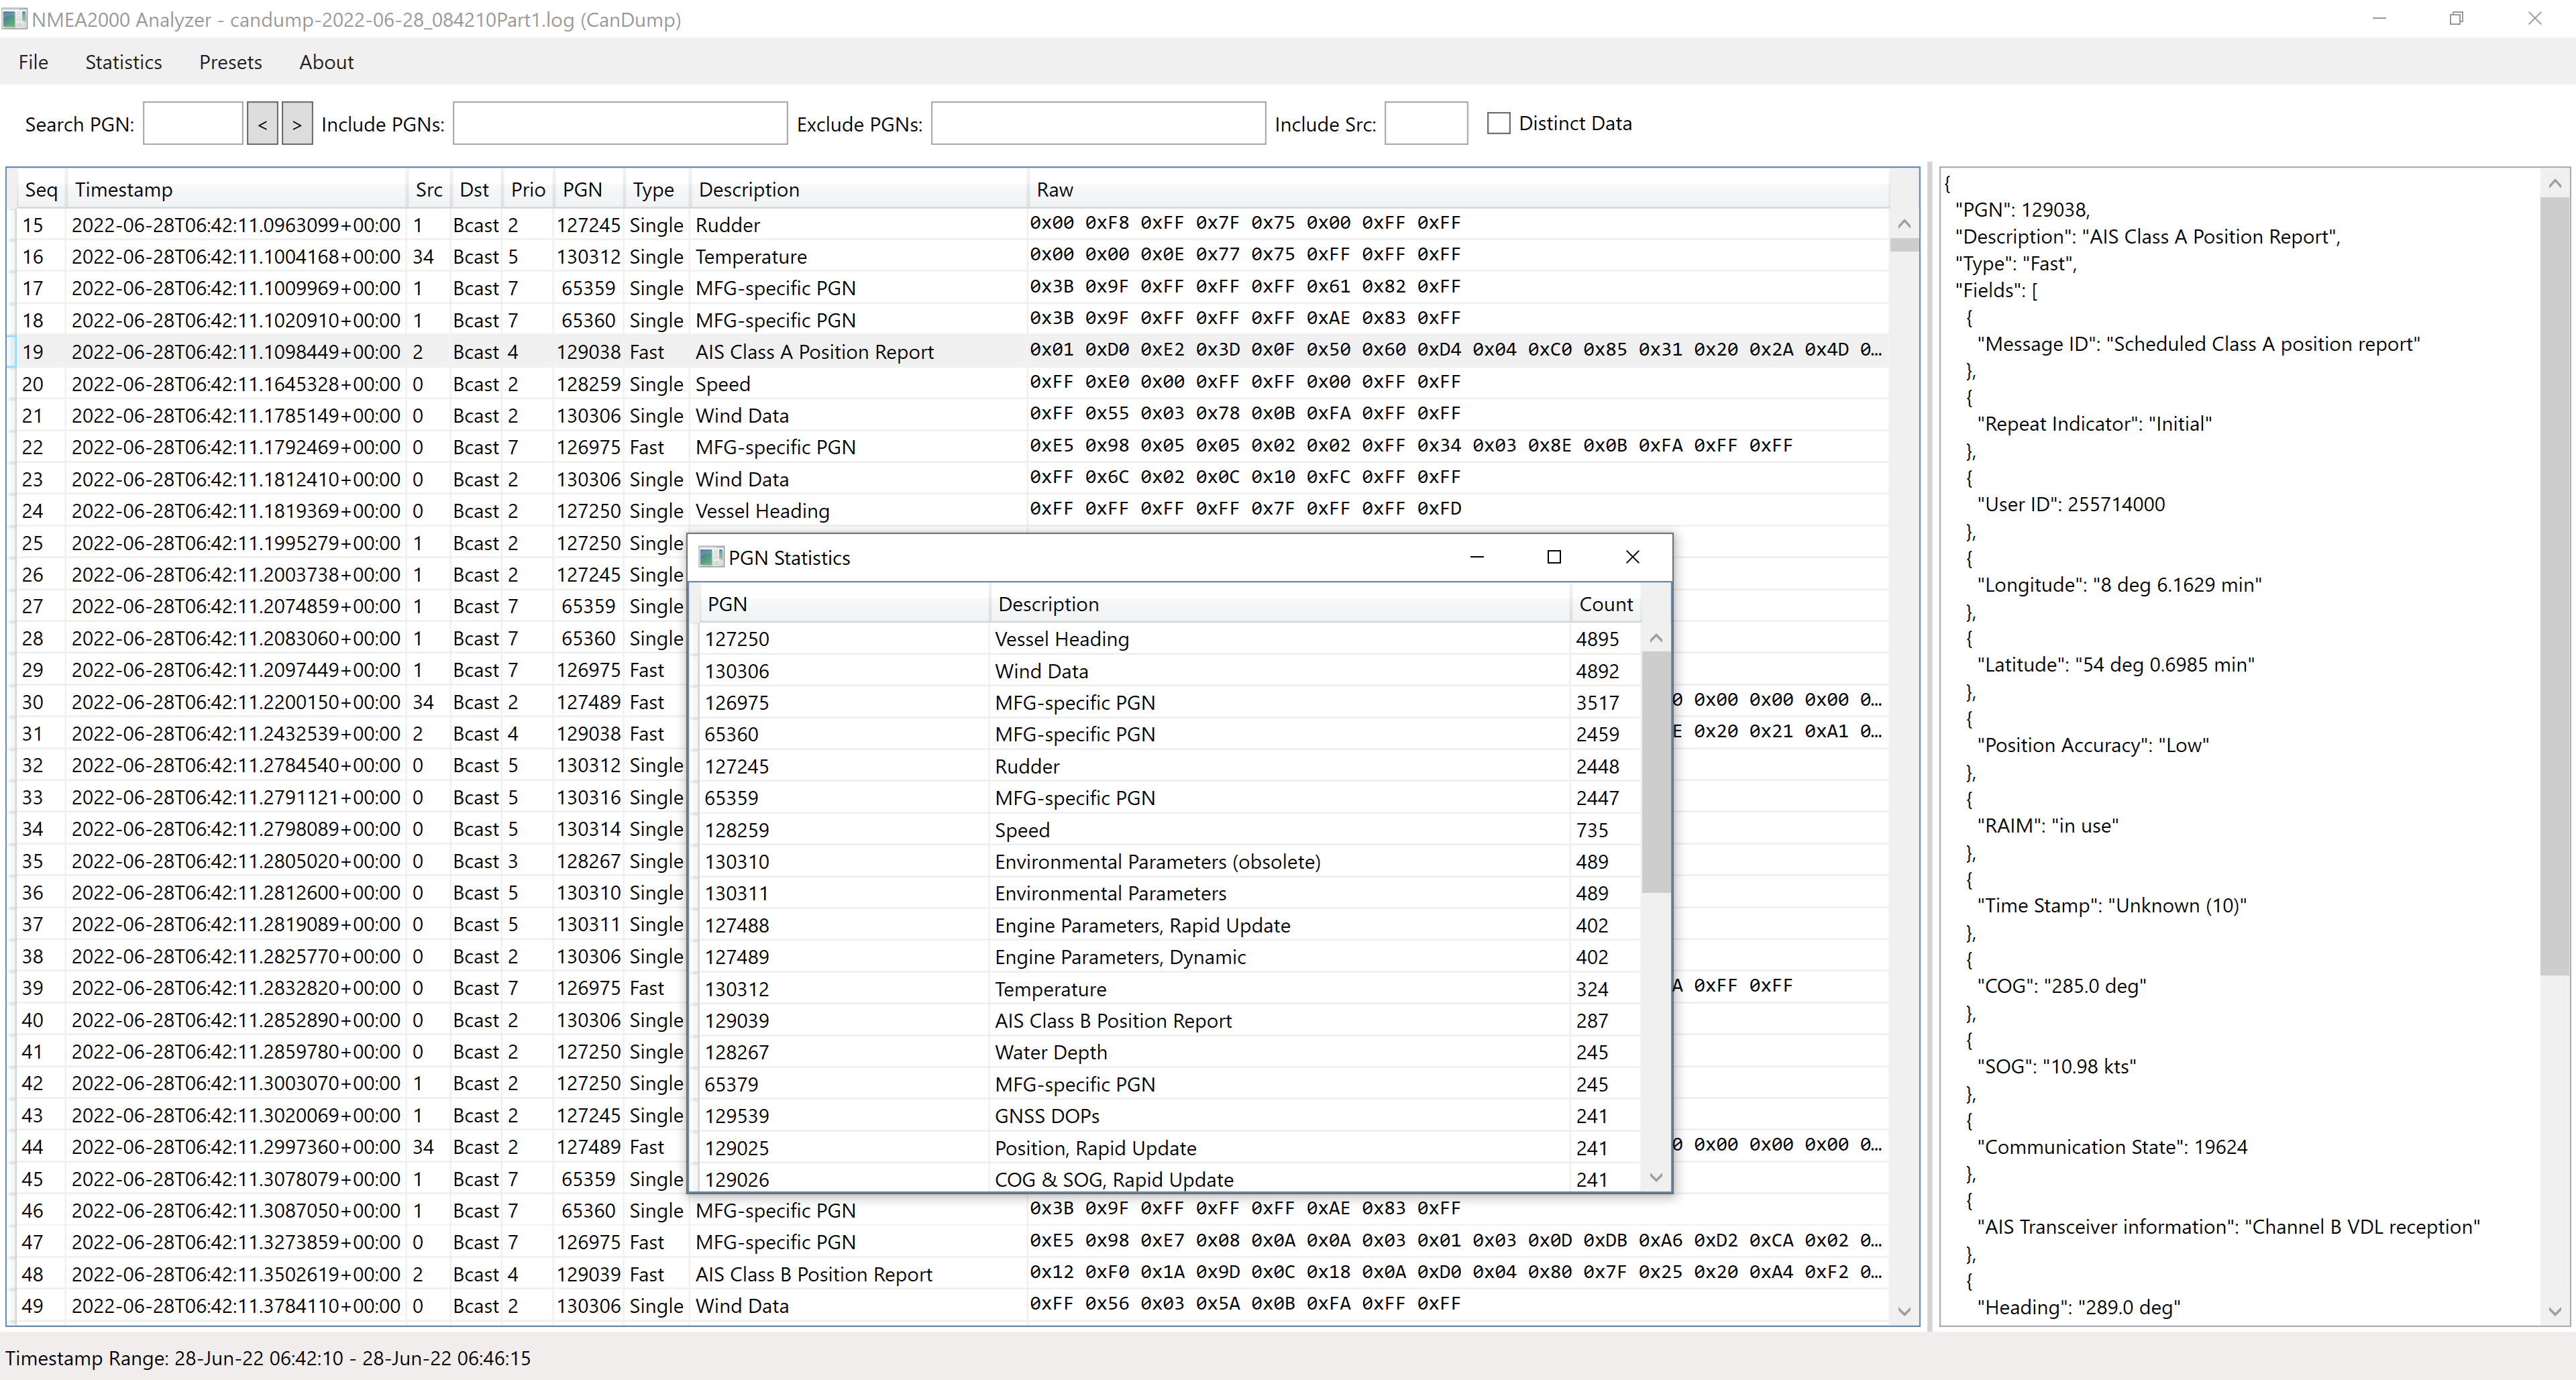 NMEA2000 Analyzer - candump-2022-06-28_084210Part1.log (CanDump)
File Statistics Presets About
Search PGN: < > Include PGNs: Exclude PGNs: Include Src: Distinct Data
Seq Timestamp Src Dst Prio PGN Type Description Raw
15 2022-06-28T06:42:11.0963099+00:00 1 Bcast 2 127245 Single Rudder 0x00 0xF8 0xFF 0x7F 0x75 0x00 0xFF 0xFF
16 2022-06-28T06:42:11.1004168+00:00 34 Bcast 5 130312 Single Temperature 0x00 0x00 0x0E 0x77 0x75 0xFF 0xFF 0xFF
17 2022-06-28T06:42:11.1009969+00:00 1 Bcast 7 65359 Single MFG-specific PGN 0x3B 0x9F 0xFF 0xFF 0xFF 0x61 0x82 0xFF
18 2022-06-28T06:42:11.1020910+00:00 1 Bcast 7 65360 Single MFG-specific PGN 0x3B 0x9F 0xFF 0xFF 0xFF 0xAE 0x83 0xFF
19 2022-06-28T06:42:11.1098449+00:00 2 Bcast 4 129038 Fast AIS Class A Position Report 0x01 0xD0 0xE2 0x3D 0x0F 0x50 0x60 0xD4 0x04 0xC0 0x85 0x31 0x20 0x2A 0x4D 0...
20 2022-06-28T06:42:11.1645328+00:00 0 Bcast 2 128259 Single Speed 0xFF 0xE0 0x00 0xFF 0xFF 0x00 0xFF 0xFF
21 2022-06-28T06:42:11.1785149+00:00 0 Bcast 2 130306 Single Wind Data 0xFF 0x55 0x03 0x78 0x0B 0xFA 0xFF 0xFF
22 2022-06-28T06:42:11.1792469+00:00 0 Bcast 7 126975 Fast MFG-specific PGN 0xE5 0x98 0x05 0x05 0x02 0x02 0xFF 0x34 0x03 0x8E 0x0B 0xFA 0xFF 0xFF
23 2022-06-28T06:42:11.1812410+00:00 0 Bcast 2 130306 Single Wind Data 0xFF 0x6C 0x02 0x0C 0x10 0xFC 0xFF 0xFF
24 2022-06-28T06:42:11.1819369+00:00 0 Bcast 2 127250 Single Vessel Heading 0xFF 0xFF 0xFF 0xFF 0x7F 0xFF 0xFF 0xFD
25 2022-06-28T06:42:11.1995279+00:00 1 Bcast 2 127250 Single
26 2022-06-28T06:42:11.2003738+00:00 1 Bcast 2 127245 Single
27 2022-06-28T06:42:11.2074859+00:00 1 Bcast 7 65359 Single
28 2022-06-28T06:42:11.2083060+00:00 1 Bcast 7 65360 Single
29 2022-06-28T06:42:11.2097449+00:00 1 Bcast 7 126975 Fast
30 2022-06-28T06:42:11.2200150+00:00 34 Bcast 2 127489 Fast 0 0x00 0x00 0x00 0...
31 2022-06-28T06:42:11.2432539+00:00 2 Bcast 4 129038 Fast E 0x20 0x21 0xA1 0...
32 2022-06-28T06:42:11.2784540+00:00 0 Bcast 5 130312 Single
33 2022-06-28T06:42:11.2791121+00:00 0 Bcast 5 130316 Single
34 2022-06-28T06:42:11.2798089+00:00 0 Bcast 5 130314 Single
35 2022-06-28T06:42:11.2805020+00:00 0 Bcast 3 128267 Single
36 2022-06-28T06:42:11.2812600+00:00 0 Bcast 5 130310 Single
37 2022-06-28T06:42:11.2819089+00:00 0 Bcast 5 130311 Single
38 2022-06-28T06:42:11.2825770+00:00 0 Bcast 2 130306 Single
39 2022-06-28T06:42:11.2832820+00:00 0 Bcast 7 126975 Fast A 0xFF 0xFF
40 2022-06-28T06:42:11.2852890+00:00 0 Bcast 2 130306 Single
41 2022-06-28T06:42:11.2859780+00:00 0 Bcast 2 127250 Single
42 2022-06-28T06:42:11.3003070+00:00 1 Bcast 2 127250 Single
43 2022-06-28T06:42:11.3020069+00:00 1 Bcast 2 127245 Single
44 2022-06-28T06:42:11.2997360+00:00 34 Bcast 2 127489 Fast 0 0x00 0x00 0x00 0...
45 2022-06-28T06:42:11.3078079+00:00 1 Bcast 7 65359 Single
46 2022-06-28T06:42:11.3087050+00:00 1 Bcast 7 65360 Single MFG-specific PGN 0x3B 0x9F 0xFF 0xFF 0xFF 0xAE 0x83 0xFF
47 2022-06-28T06:42:11.3273859+00:00 0 Bcast 7 126975 Fast MFG-specific PGN 0xE5 0x98 0xE7 0x08 0x0A 0x0A 0x03 0x01 0x03 0x0D 0xDB 0xA6 0xD2 0xCA 0x02 0...
48 2022-06-28T06:42:11.3502619+00:00 2 Bcast 4 129039 Fast AIS Class B Position Report 0x12 0xF0 0x1A 0x9D 0x0C 0x18 0x0A 0xD0 0x04 0x80 0x7F 0x25 0x20 0xA4 0xF2 0...
49 2022-06-28T06:42:11.3784110+00:00 0 Bcast 2 130306 Single Wind Data 0xFF 0x56 0x03 0x5A 0x0B 0xFA 0xFF 0xFF
PGN Statistics
PGN Description Count
127250 Vessel Heading 4895
130306 Wind Data 4892
126975 MFG-specific PGN 3517
65360 MFG-specific PGN 2459
127245 Rudder 2448
65359 MFG-specific PGN 2447
128259 Speed 735
130310 Environmental Parameters (obsolete) 489
130311 Environmental Parameters 489
127488 Engine Parameters, Rapid Update 402
127489 Engine Parameters, Dynamic 402
130312 Temperature 324
129039 AIS Class B Position Report 287
128267 Water Depth 245
65379 MFG-specific PGN 245
129539 GNSS DOPs 241
129025 Position, Rapid Update 241
129026 COG & SOG, Rapid Update 241
{
"PGN": 129038,
"Description": "AIS Class A Position Report",
"Type": "Fast",
"Fields": [
{
"Message ID": "Scheduled Class A position report"
},
{
"Repeat Indicator": "Initial"
},
{
"User ID": 255714000
},
{
"Longitude": "8 deg 6.1629 min"
},
{
"Latitude": "54 deg 0.6985 min"
},
{
"Position Accuracy": "Low"
},
{
"RAIM": "in use"
},
{
"Time Stamp": "Unknown (10)"
},
{
"COG": "285.0 deg"
},
{
"SOG": "10.98 kts"
},
{
"Communication State": 19624
},
{
"AIS Transceiver information": "Channel B VDL reception"
},
{
"Heading": "289.0 deg"
Timestamp Range: 28-Jun-22 06:42:10 - 28-Jun-22 06:46:15